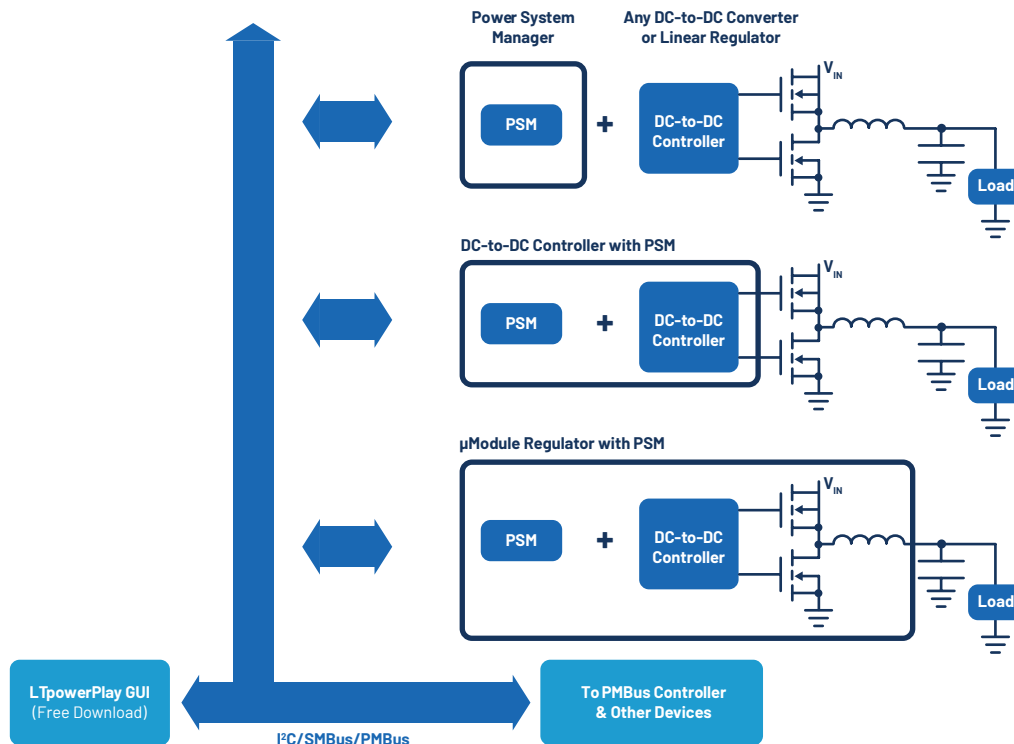 Power System
Manager
Any DC-to-DC Converter
or Linear Regulator
PSM
+
DC-to-DC
Controller
VIN
Load
DC-to-DC Controller with PSM
PSM
+
DC-to-DC
Controller
VIN
Load
µModule Regulator with PSM
PSM
+
DC-to-DC
Controller
VIN
Load
LTpowerPlay GUI
(Free Download)
I²C/SMBus/PMBus
To PMBus Controller
& Other Devices